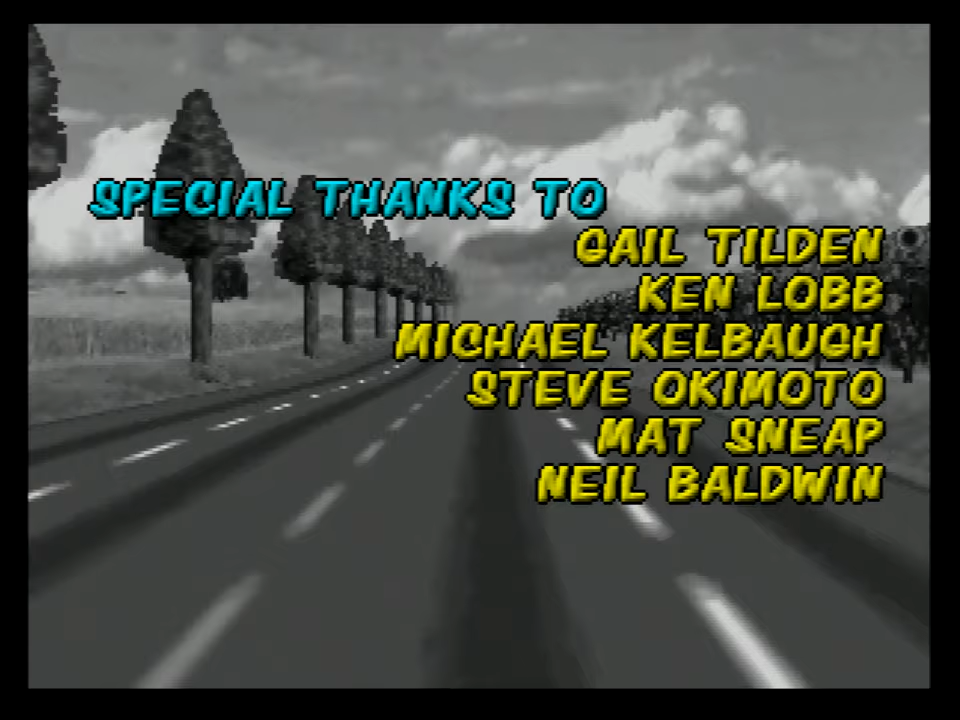 SPECIAL THANKS TO
GAIL TILDEN
KEN LOBB
MICHAEL KELBAUGH
STEVE OKIMOTO
MAT SNEAP
NEIL BALDWIN